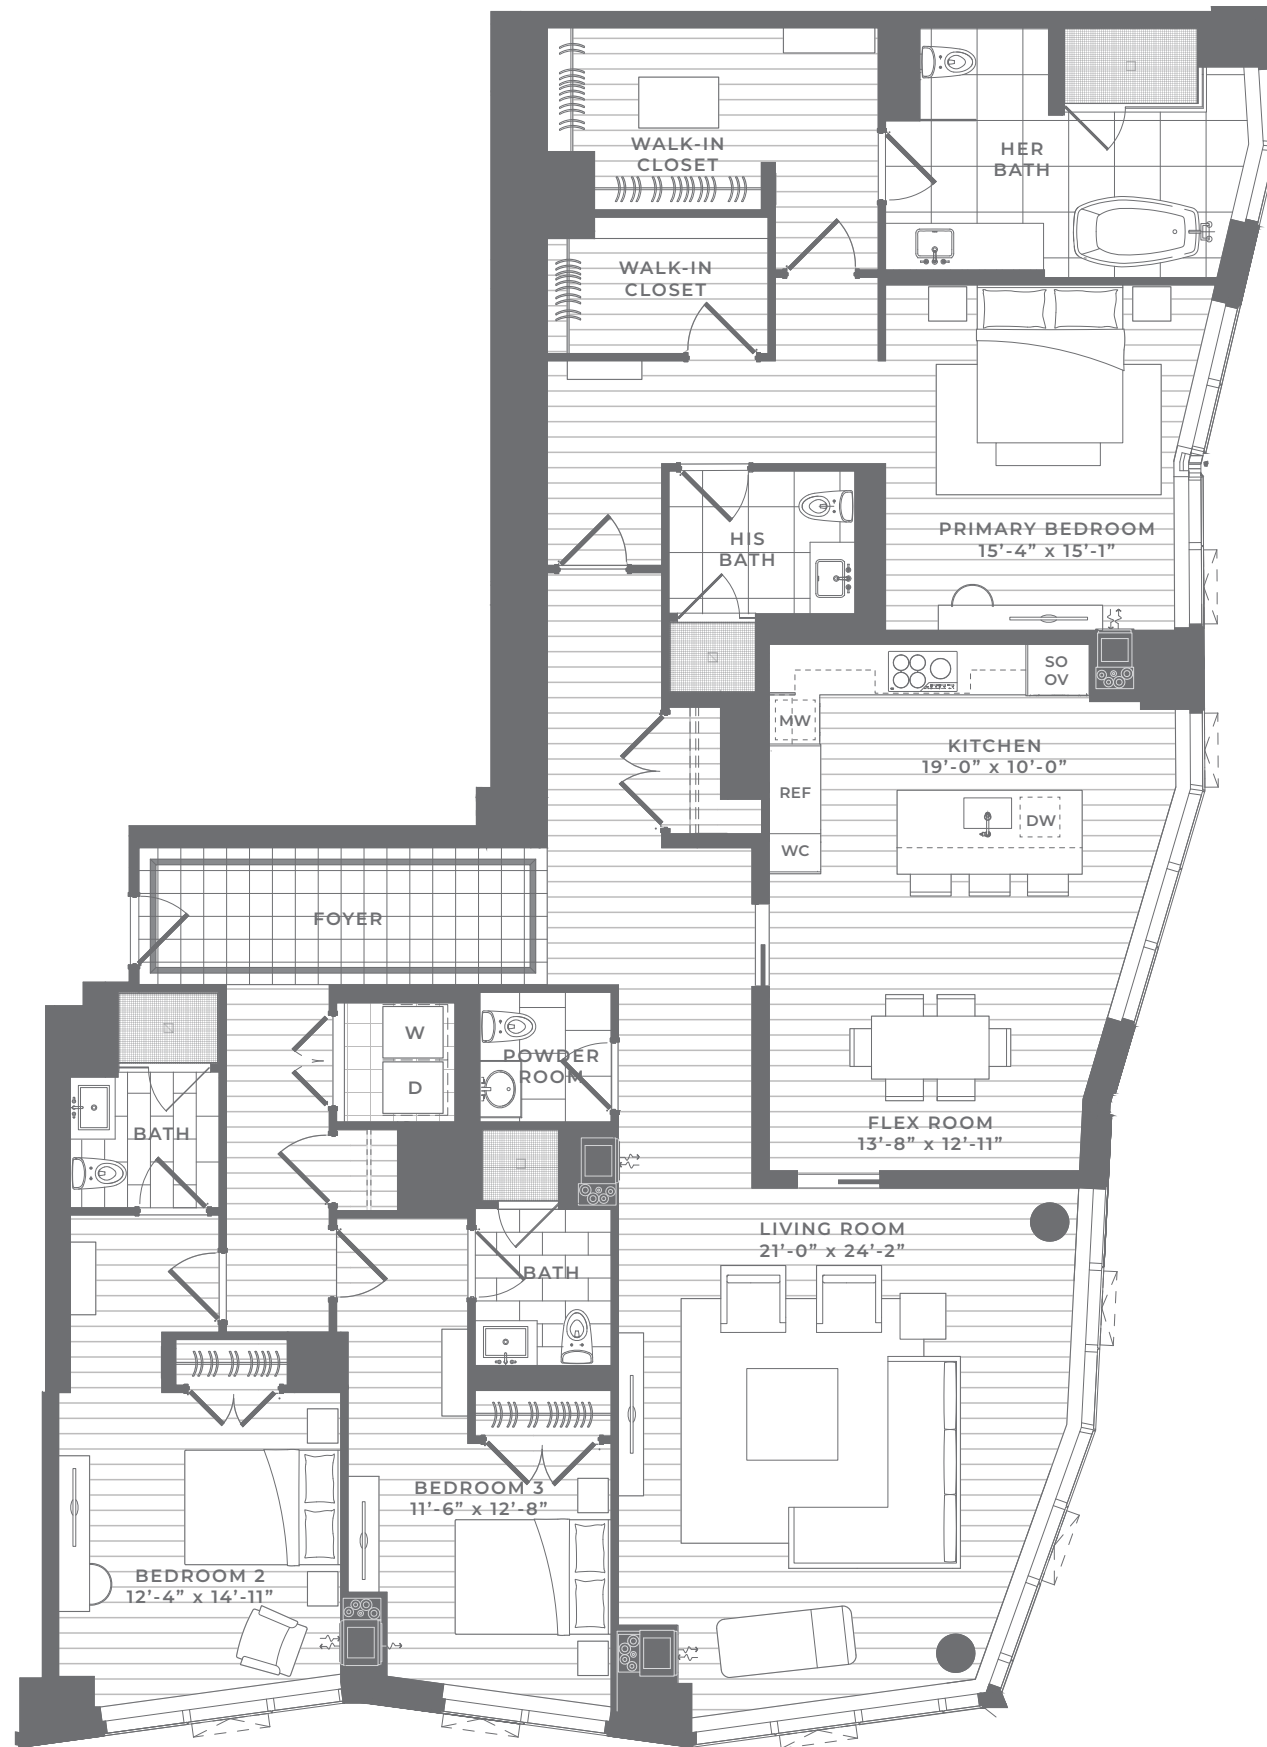 WALK-IN
CLOSET
HER
BATH
WALK-IN
CLOSET
PRIMARY BEDROOM
15’-4” x 15’-1”
HIS
BATH
SO
OV
MW
KITCHEN
19’-0” x 10’-0”
REF
DW
WC
FOYER
W
POWDER
ROOM
D
FLEX ROOM
13’-8” x 12’-11”
BATH
LIVING ROOM
21’-0” x 24’-2”
BATH
BEDROOM 3
11’-6” x 12’-8”
BEDROOM 2
12’-4” x 14’-11”